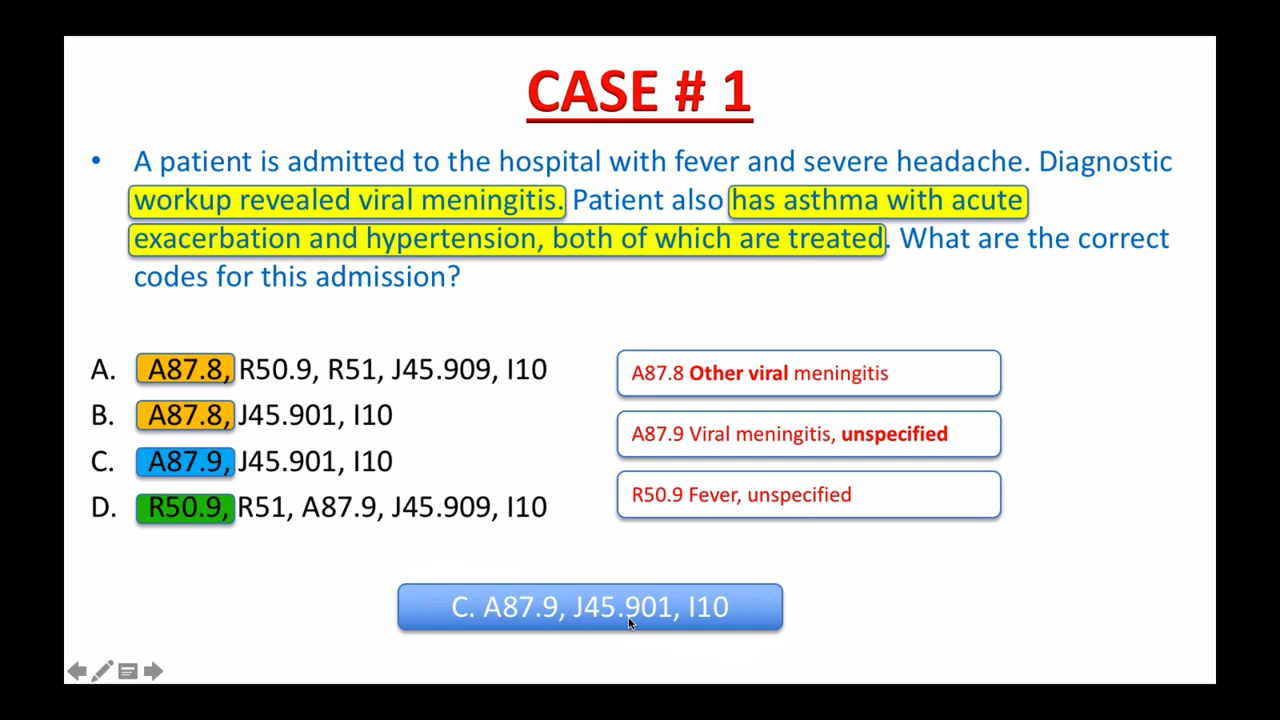 CASE # 1
• A patient is admitted to the hospital with fever and severe headache. Diagnostic
workup revealed viral meningitis. Patient also has asthma with acute
exacerbation and hypertension, both of which are treated. What are the correct
codes for this admission?
A. A87.8, R50.9, R51, J45.909, I10
B. A87.8, J45.901, I10
C. A87.9, J45.901, I10
D. R50.9, R51, A87.9, J45.909, I10
A87.8 Other viral meningitis
A87.9 Viral meningitis, unspecified
R50.9 Fever, unspecified
C. A87.9, J45.901, I10